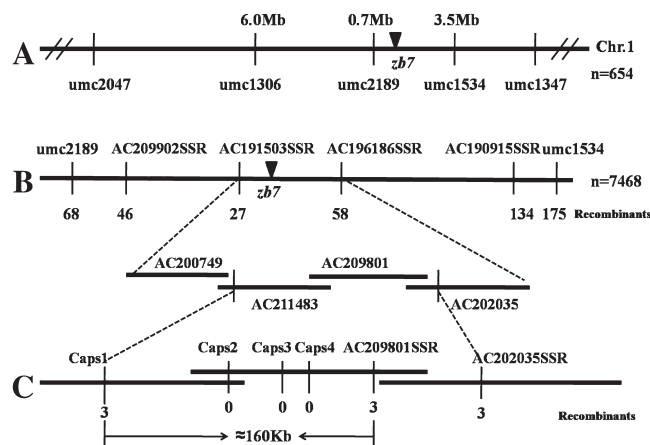 6.0Mb 0.7Mb 3.5Mb
A Chr.1
zb7
umc2047 umc1306 umc2189 umc1534 umc1347 n=654
umc2189 AC209902SSR AC191503SSR AC196186SSR AC190915SSR umc1534
B n=7468
zb7
68 46 27 58 134 175 Recombinants
AC200749 AC209801
AC211483 AC202035
Caps1 Caps2 Caps3 Caps4 AC209801SSR AC202035SSR
C
3 0 0 0 3 3 Recombinants
≈160Kb